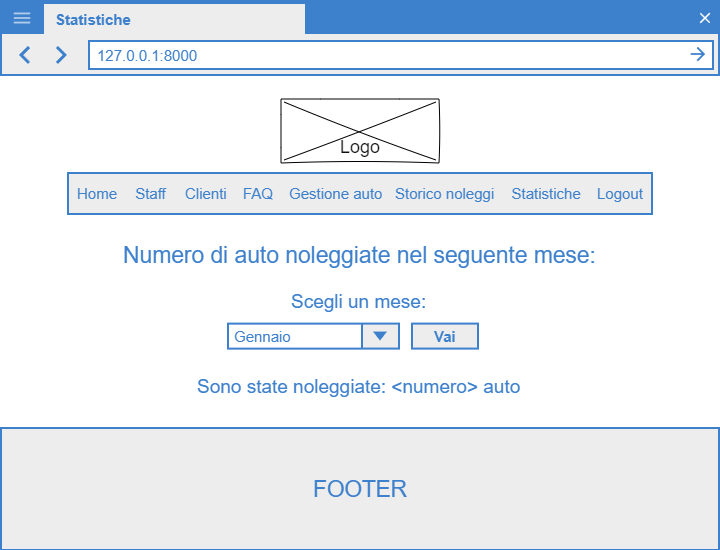 Statistiche
127.0.0.1:8000
Logo
Home Staff Clienti FAQ Gestione auto Storico noleggi Statistiche Logout
Numero di auto noleggiate nel seguente mese:
Scegli un mese:
Gennaio Vai
Sono state noleggiate: <numero> auto
FOOTER